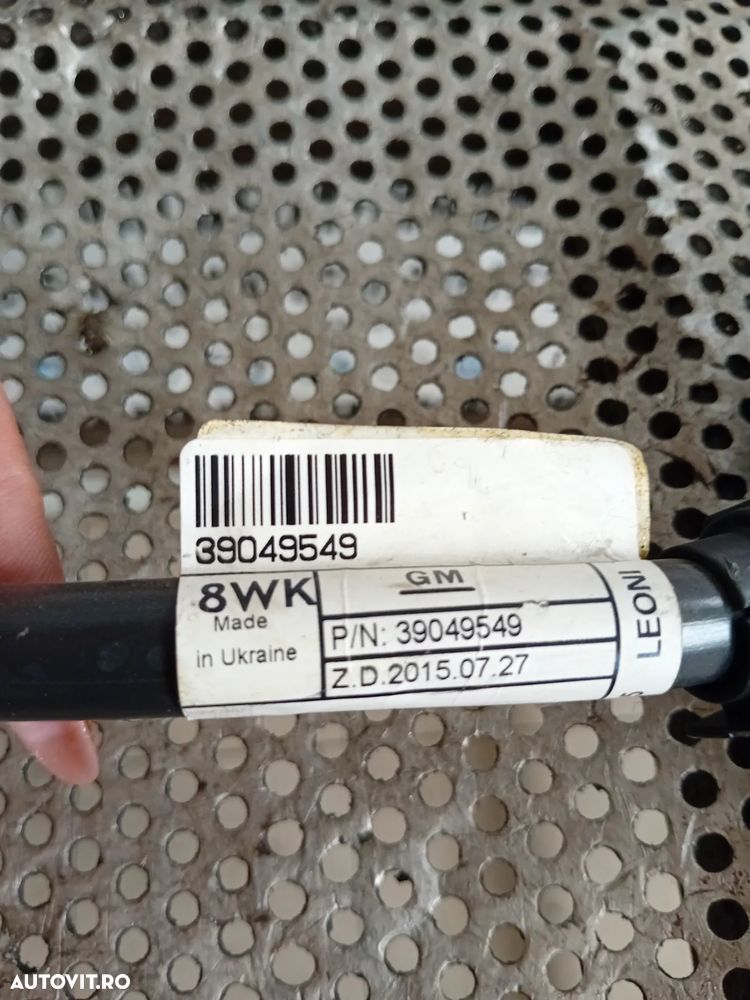 39049549
8WK
Made
in Ukraine
GM
P/N: 39049549
Z.D.2015.07.27
LEONI
AUTOVIT.RO